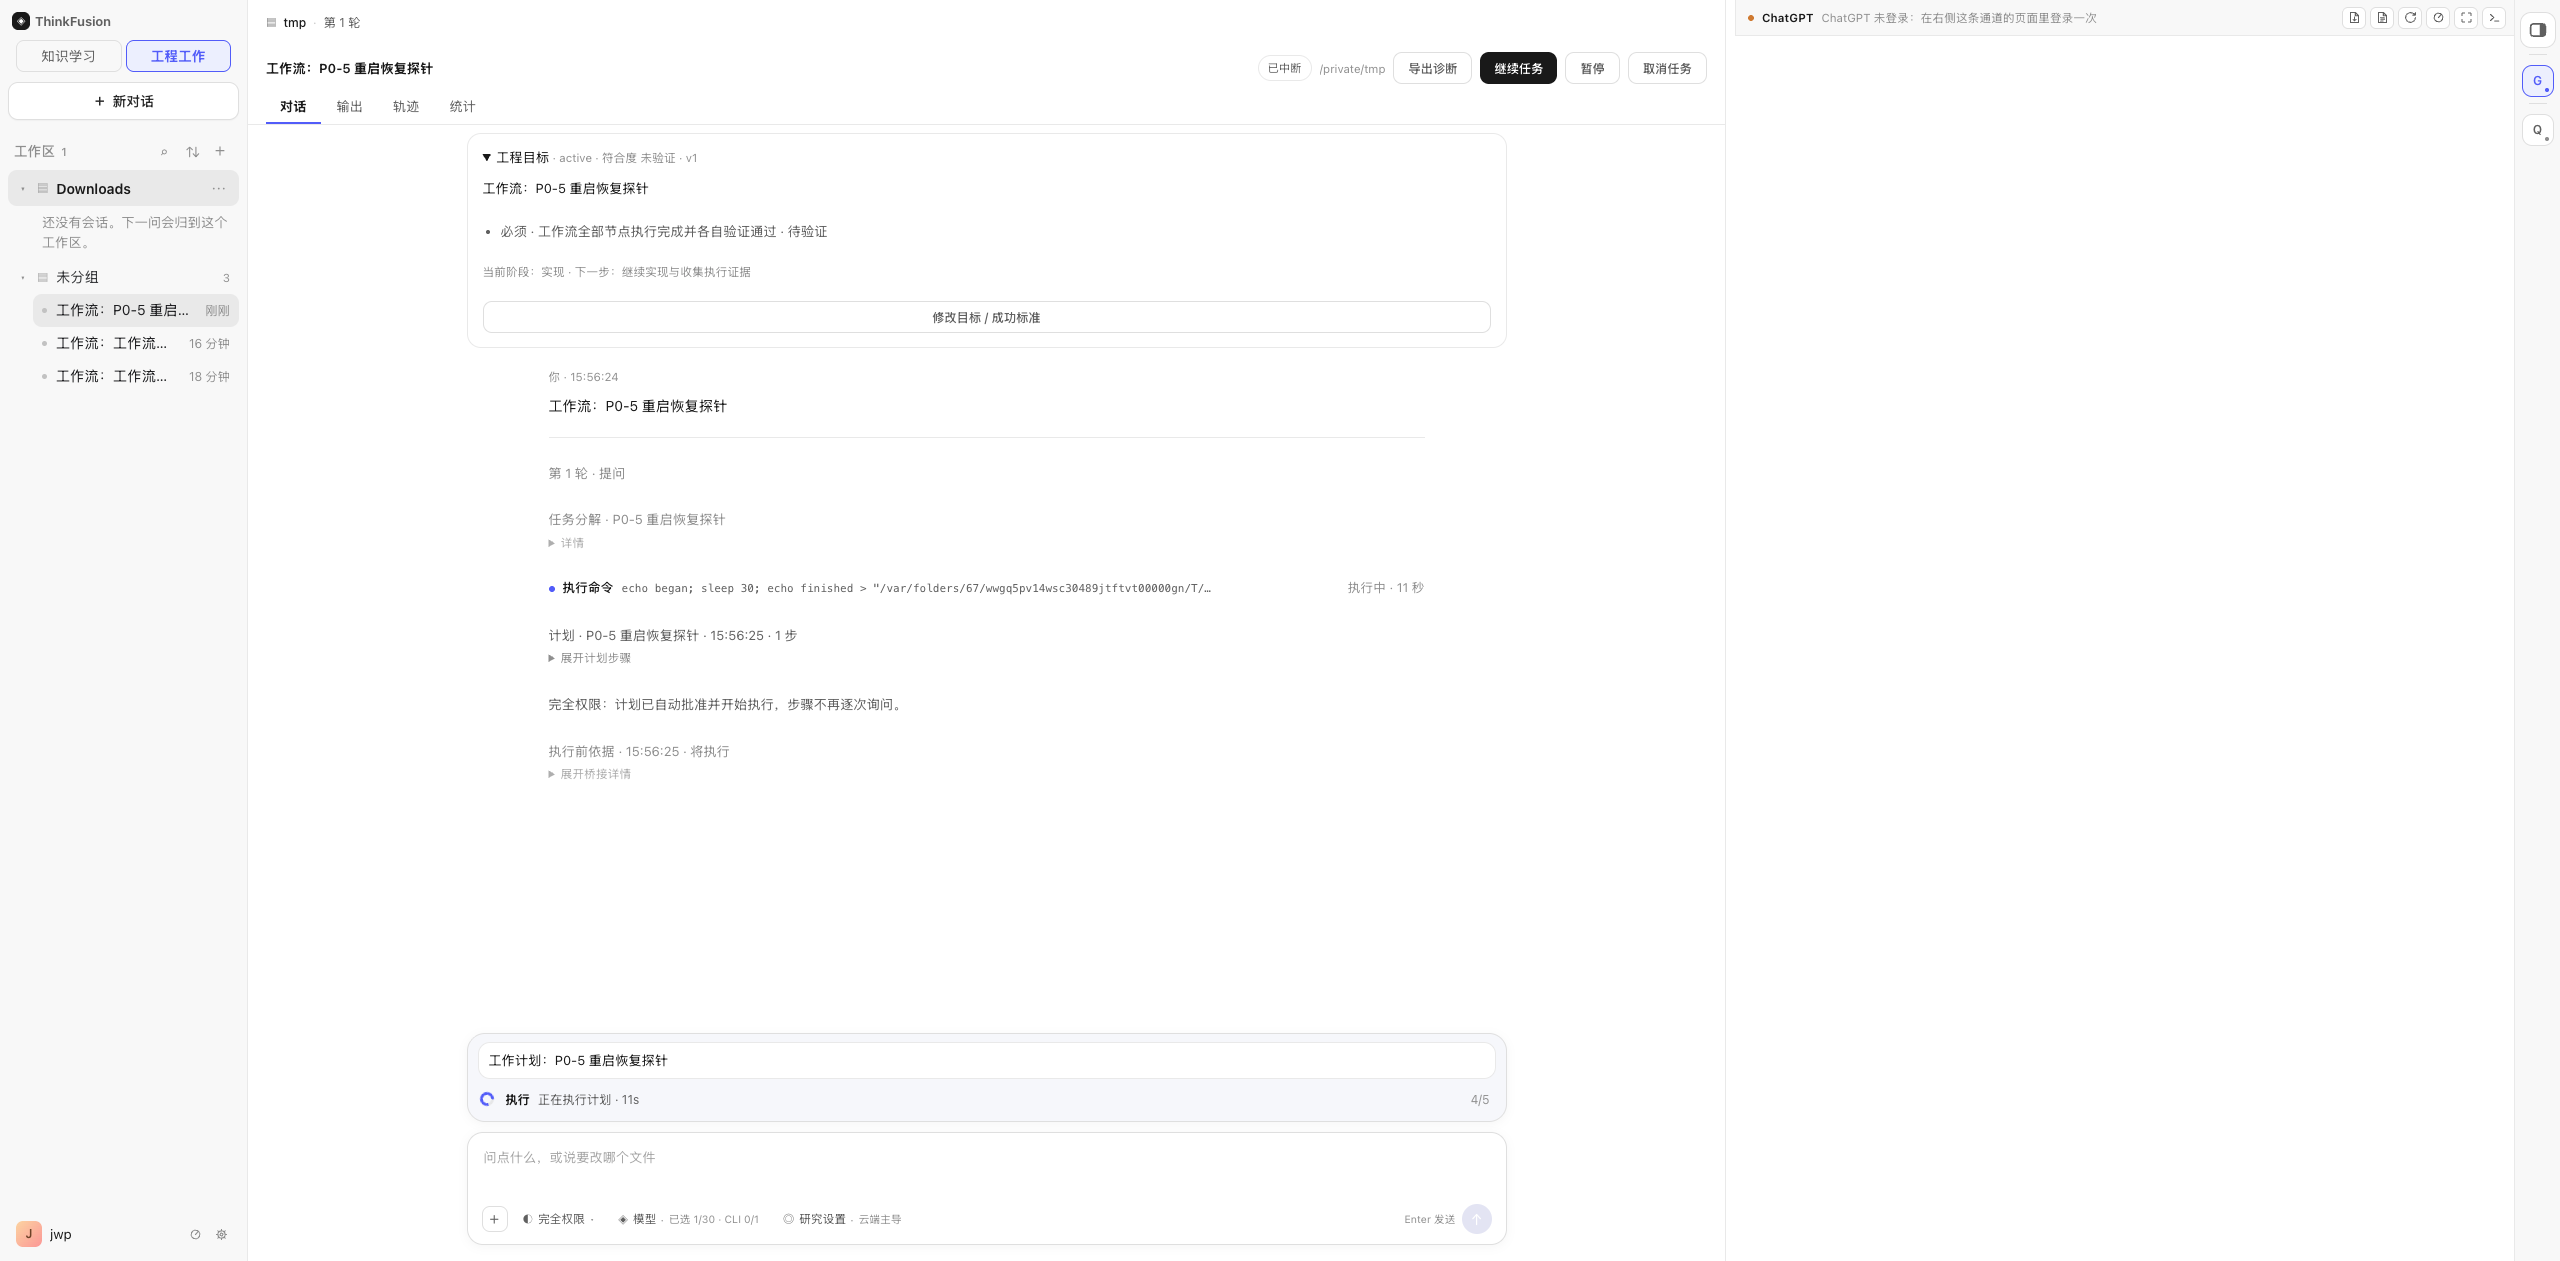 ThinkFusion
知识学习
工程工作
+ 新对话
工作区 1
Downloads
还没有会话。下一问会归到这个
工作区。
未分组 3
工作流：P0-5 重启... 刚刚
工作流：工作流... 16 分钟
工作流：工作流... 18 分钟
J jwp
tmp · 第 1 轮
工作流：P0-5 重启恢复探针
已中断 /private/tmp 导出诊断 继续任务 暂停 取消任务
对话 输出 轨迹 统计
▼ 工程目标 · active · 符合度 未验证 · v1
工作流：P0-5 重启恢复探针
• 必须 · 工作流全部节点执行完成并各自验证通过 · 待验证
当前阶段：实现 · 下一步：继续实现与收集执行证据
修改目标 / 成功标准
你 · 15:56:24
工作流：P0-5 重启恢复探针
第 1 轮 · 提问
任务分解 · P0-5 重启恢复探针
▶ 详情
执行命令 echo began; sleep 30; echo finished > "/var/folders/67/wwgq5pv14wsc30489jtftvt00000gn/T/… 执行中 · 11 秒
计划 · P0-5 重启恢复探针 · 15:56:25 · 1 步
▶ 展开计划步骤
完全权限：计划已自动批准并开始执行，步骤不再逐次询问。
执行前依据 · 15:56:25 · 将执行
▶ 展开桥接详情
工作计划：P0-5 重启恢复探针
执行 正在执行计划 · 11s 4/5
问点什么，或说要改哪个文件
+ 完全权限 · 模型 · 已选 1/30 · CLI 0/1 研究设置 · 云端主导 Enter 发送
ChatGPT ChatGPT 未登录：在右侧这条通道的页面里登录一次
G
Q